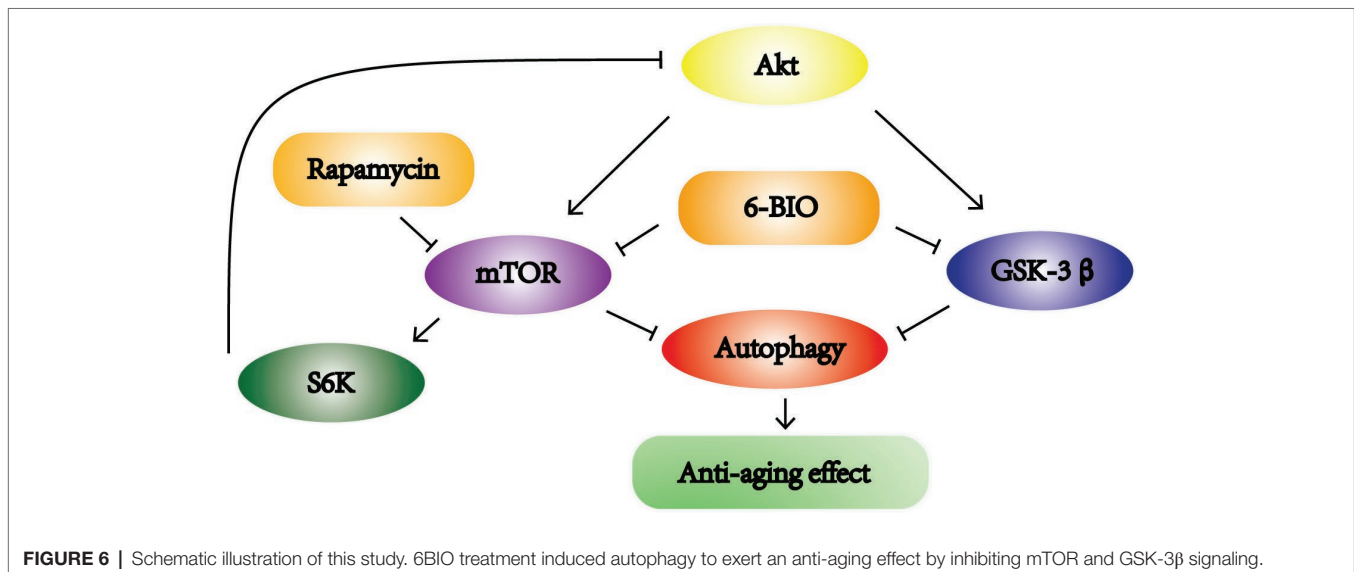 Akt
Rapamycin
6-BIO
mTOR
GSK-3 β
Autophagy
S6K
Anti-aging effect
FIGURE 6 | Schematic illustration of this study. 6BIO treatment induced autophagy to exert an anti-aging effect by inhibiting mTOR and GSK-3β signaling.